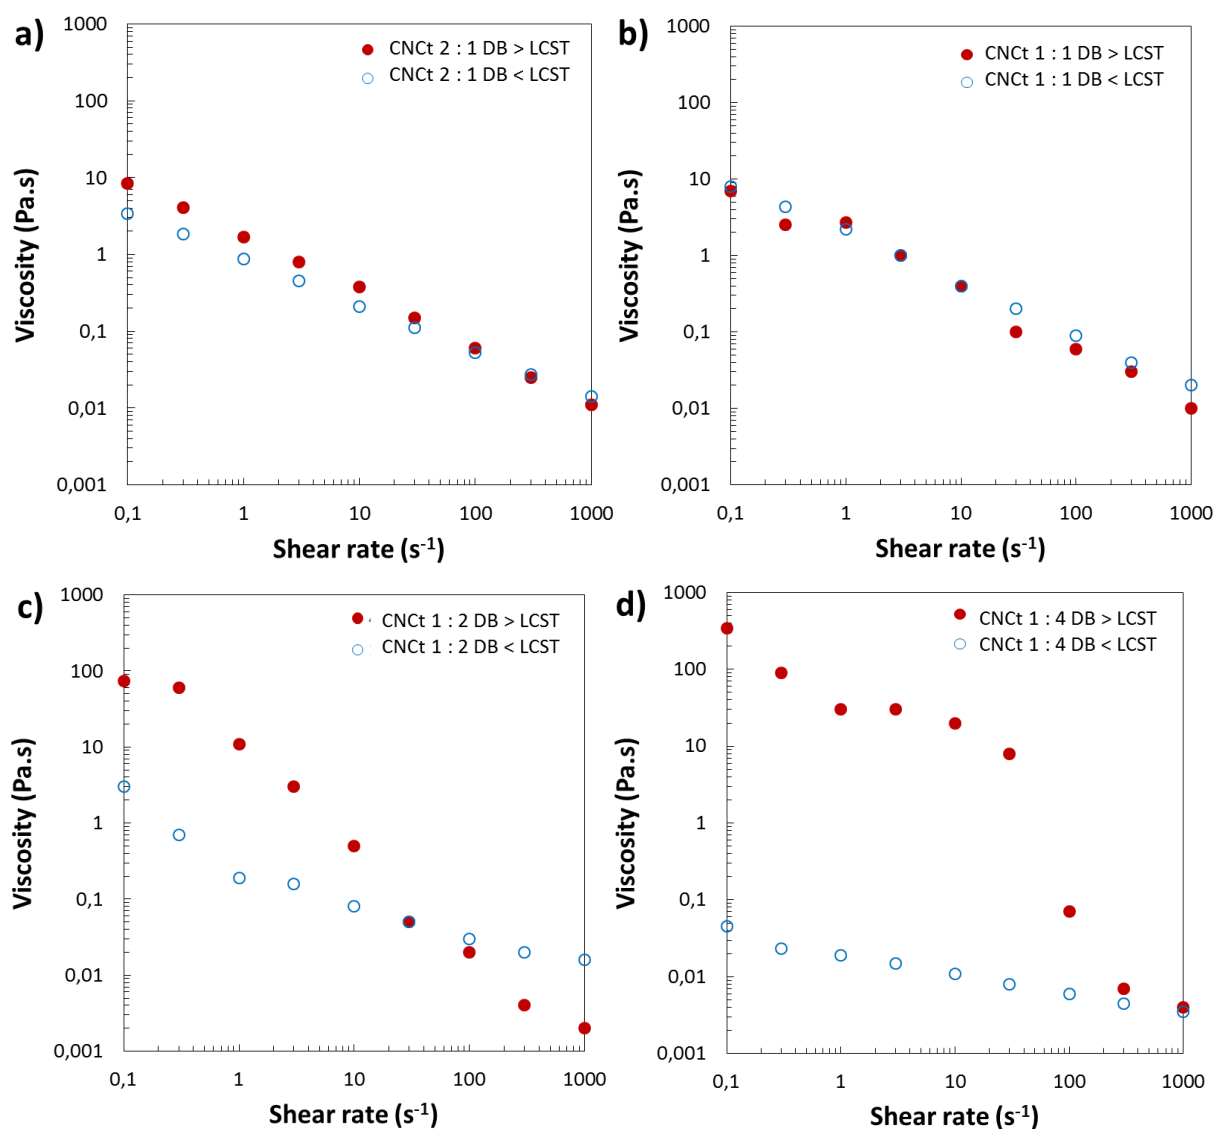 a)
CNCt 2 : 1 DB > LCST
CNCt 2 : 1 DB < LCST
1000
100
10
1
0,1
0,01
0,001
Viscosity (Pa.s)
0,1 1 10 100 1000
Shear rate (s⁻¹)
b)
CNCt 1 : 1 DB > LCST
CNCt 1 : 1 DB < LCST
1000
100
10
1
0,1
0,01
0,001
Viscosity (Pa.s)
0,1 1 10 100 1000
Shear rate (s⁻¹)
c)
CNCt 1 : 2 DB > LCST
CNCt 1 : 2 DB < LCST
1000
100
10
1
0,1
0,01
0,001
Viscosity (Pa.s)
0,1 1 10 100 1000
Shear rate (s⁻¹)
d)
CNCt 1 : 4 DB > LCST
CNCt 1 : 4 DB < LCST
1000
100
10
1
0,1
0,01
0,001
Viscosity (Pa.s)
0,1 1 10 100 1000
Shear rate (s⁻¹)